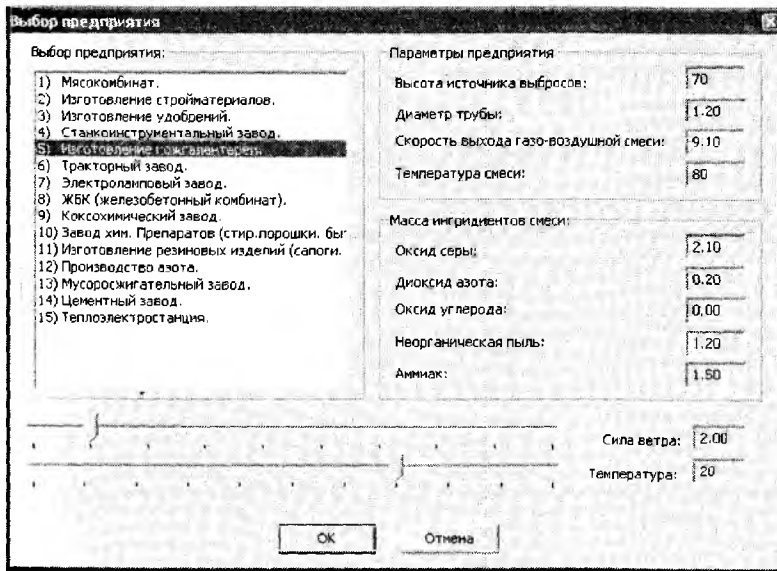 Выбор предприятия
Выбор предприятия:
1) Мясокомбинат.
2) Изготовление стройматериалов.
3) Изготовление удобрений.
4) Станкоинструментальный завод.
5) Изготовление кожгалантереи.
6) Тракторный завод.
7) Электроламповый завод.
8) ЖБК (железобетонный комбинат).
9) Коксохимический завод.
10) Завод хим. Препаратов (стир.порошки. быт
11) Изготовление резиновых изделий (сапоги.
12) Производство азота.
13) Мусоросжигательный завод.
14) Цементный завод.
15) Теплоэлектростанция.
Параметры предприятия
Высота источника выбросов: 70
Диаметр трубы: 1.20
Скорость выхода газо-воздушной смеси: 9.10
Температура смеси: 80
Масса ингридиентов смеси:
Оксид серы: 2.10
Диоксид азота: 0.20
Оксид углерода: 0,00
Неорганическая пыль: 1.20
Аммиак: 1.50
Сила ветра: 2.00
Температура: 20
OK
Отмена